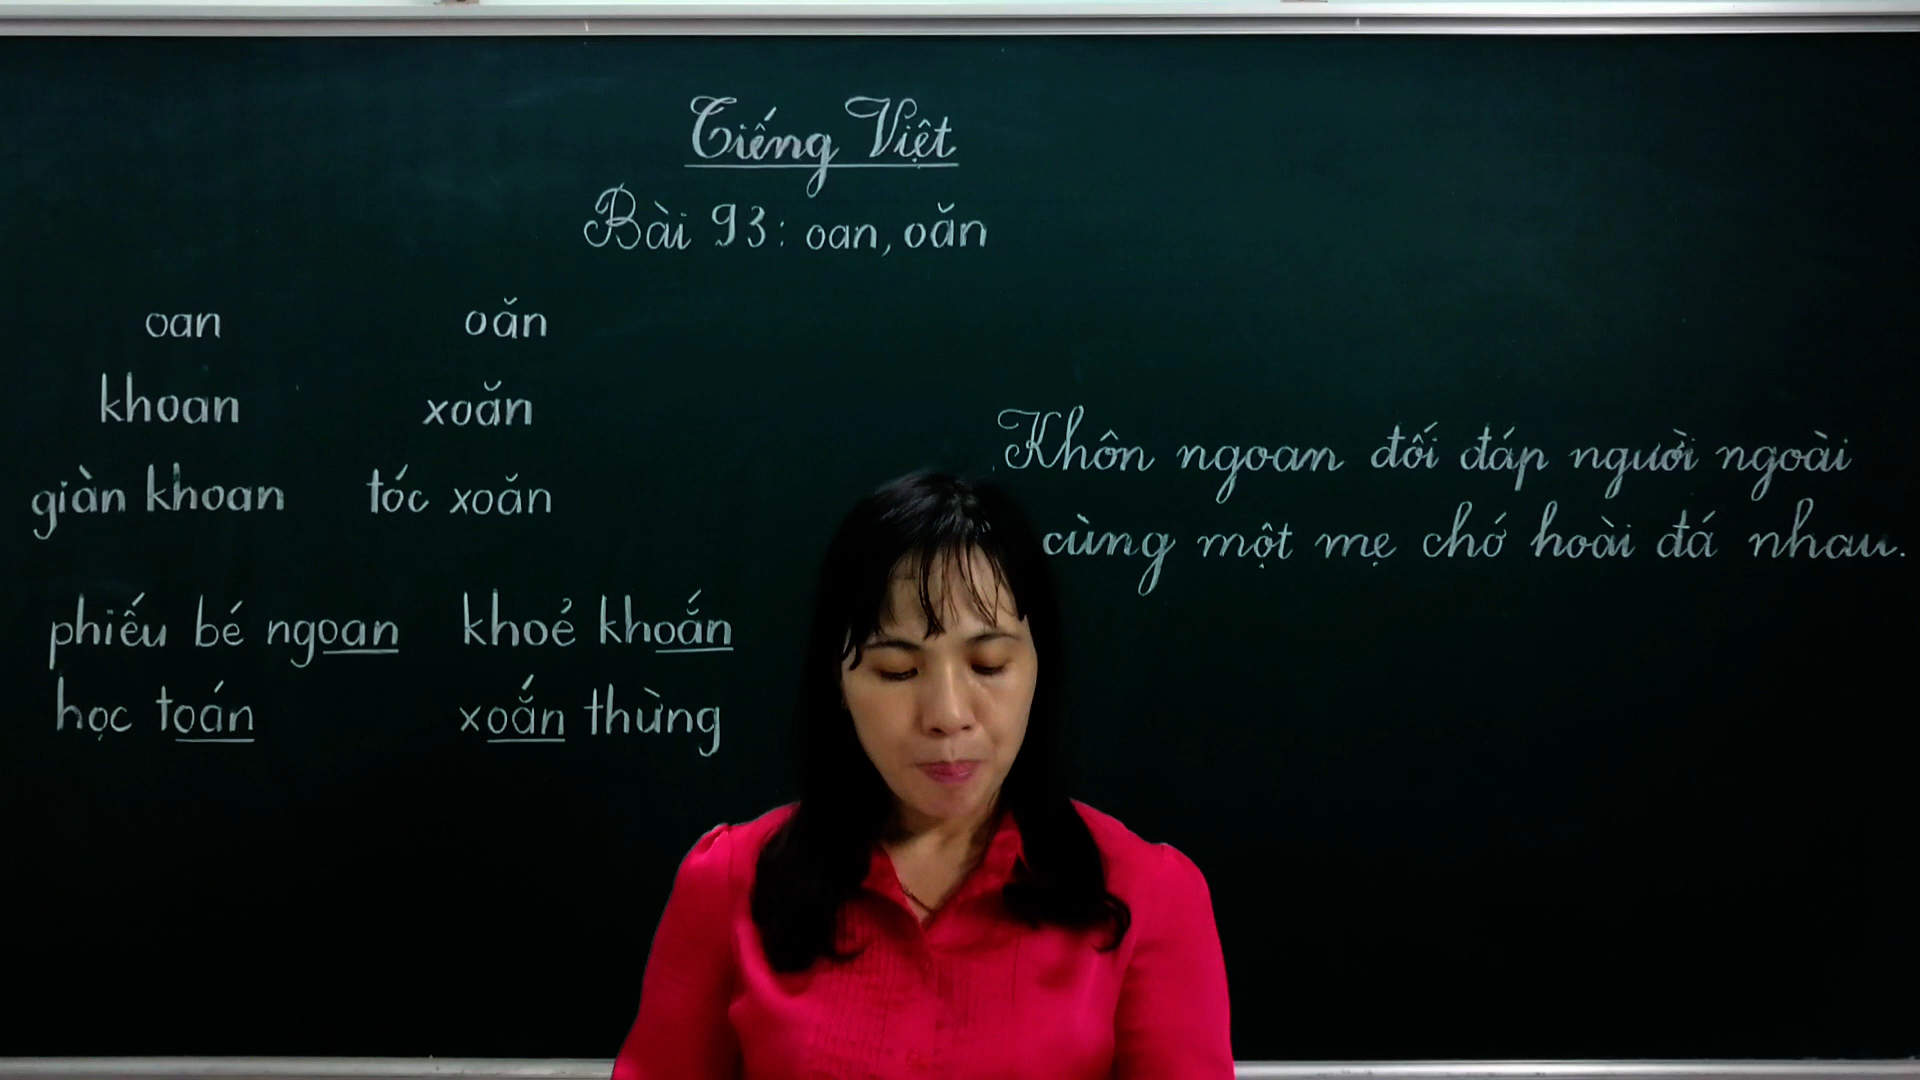 Tiếng Việt
Bài 93: oan, oăn
oan oăn
khoan xoăn
giàn khoan tóc xoăn
phiếu bé ngoan khoẻ khoắn
học toán xoắn thừng
Khôn ngoan đối đáp người ngoài
cùng một mẹ chớ hoài đá nhau.